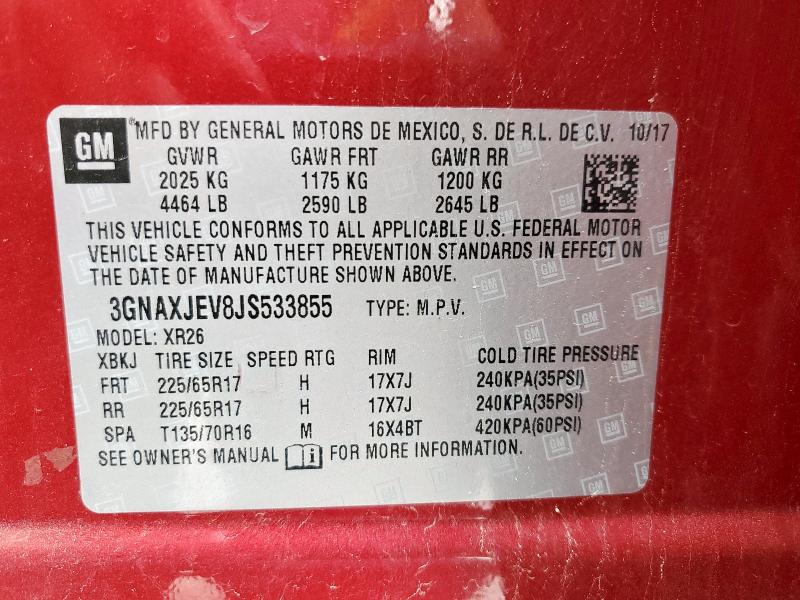 GM ® MFD BY GENERAL MOTORS DE MEXICO, S. DE R.L. DE C.V. 10/17
GVWR GAWR FRT GAWR RR
2025 KG 1175 KG 1200 KG
4464 LB 2590 LB 2645 LB
THIS VEHICLE CONFORMS TO ALL APPLICABLE U.S. FEDERAL MOTOR
VEHICLE SAFETY AND THEFT PREVENTION STANDARDS IN EFFECT ON
THE DATE OF MANUFACTURE SHOWN ABOVE.
3GNAXJEV8JS533855 TYPE: M.P.V.
MODEL: XR26
XBKJ TIRE SIZE, SPEED RTG RIM COLD TIRE PRESSURE
FRT 225/65R17 H 17X7J 240KPA(35PSI)
RR 225/65R17 H 17X7J 240KPA(35PSI)
SPA T135/70R16 M 16X4BT 420KPA(60PSI)
SEE OWNER'S MANUAL i FOR MORE INFORMATION.